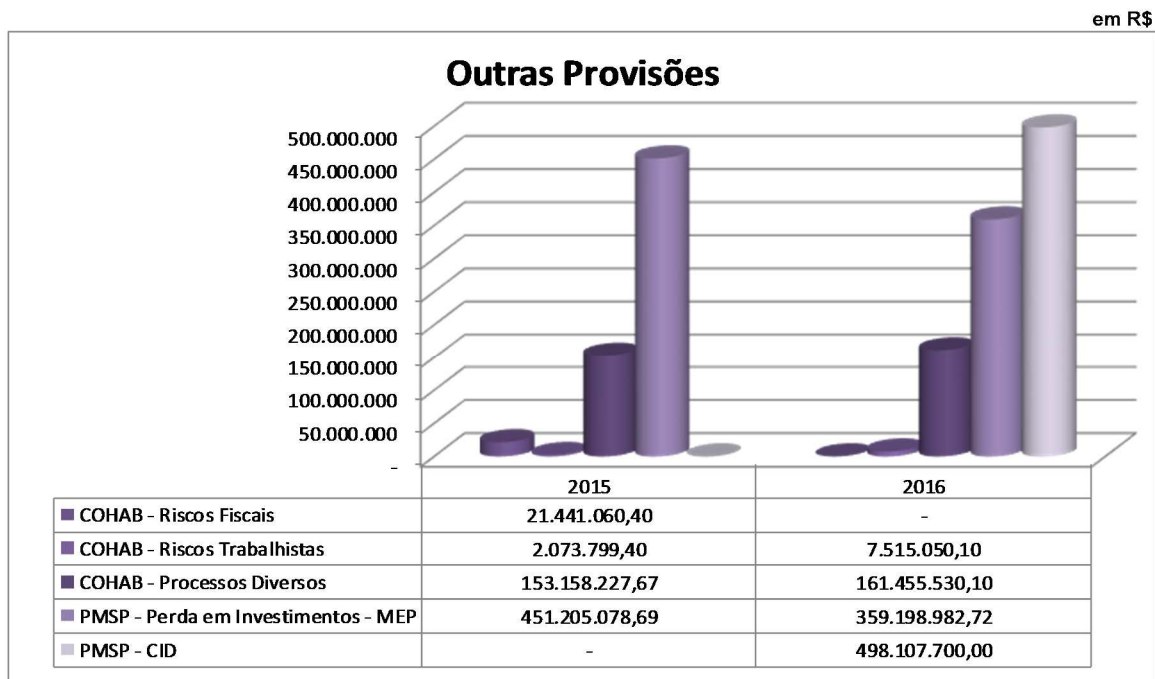 em R$
Outras Provisões
500.000.000
450.000.000
400.000.000
350.000.000
300.000.000
250.000.000
200.000.000
150.000.000
100.000.000
50.000.000
-
2015 2016
COHAB - Riscos Fiscais 21.441.060,40 -
COHAB - Riscos Trabalhistas 2.073.799,40 7.515.050,10
COHAB - Processos Diversos 153.158.227,67 161.455.530,10
PMSP - Perda em Investimentos - MEP 451.205.078,69 359.198.982,72
PMSP - CID - 498.107.700,00